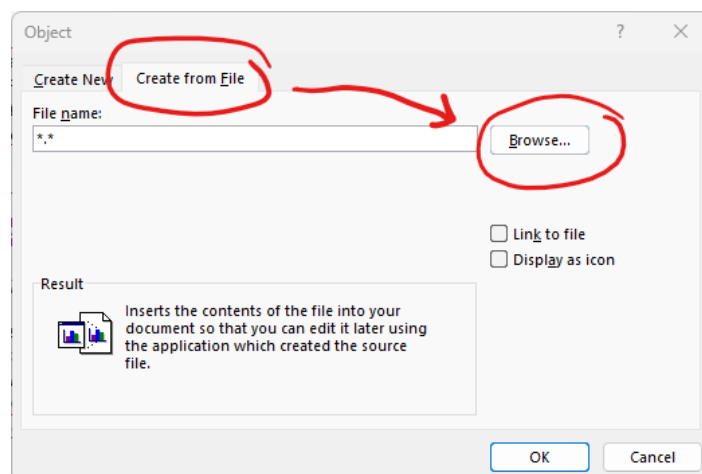 Object ?
Create New Create from File
File name:
*.*
Browse...
Link to file
Display as icon
Result
Inserts the contents of the file into your
document so that you can edit it later using
the application which created the source
file.
OK Cancel